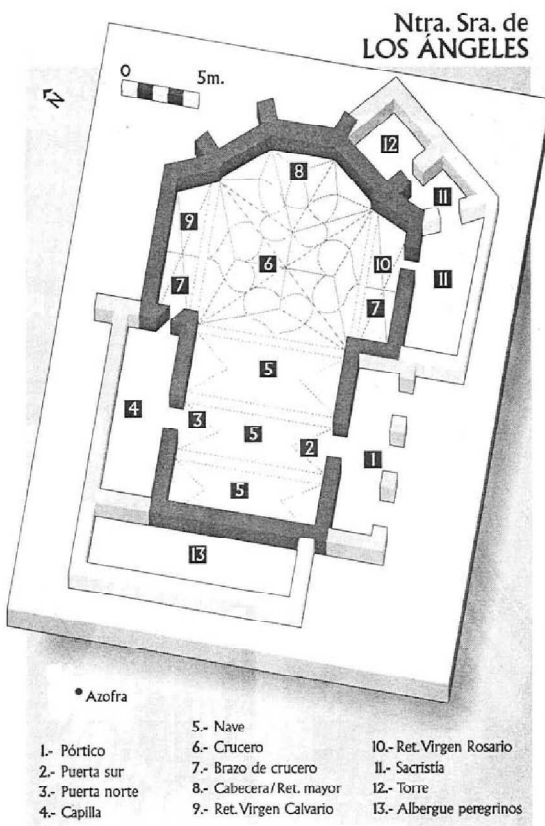 Ntra. Sra. de
LOS ÁNGELES
0 5m.
N
12
8
11
9
6
10
11
7
7
5
4
3
5
2
1
5
13
• Azofra
1.- Pórtico
2.- Puerta sur
3.- Puerta norte
4.- Capilla
5.- Nave
6.- Crucero
7.- Brazo de crucero
8.- Cabecera/Ret. mayor
9.- Ret. Virgen Calvario
10.- Ret. Virgen Rosario
11.- Sacristía
12.- Torre
13.- Albergue peregrinos